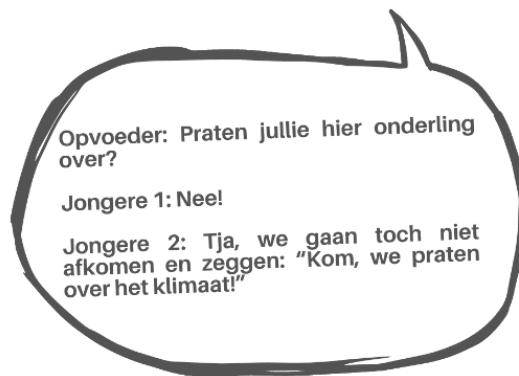 Opvoeder: Praten jullie hier onderling
over?
Jongere 1: Nee!
Jongere 2: Tja, we gaan toch niet
afkomen en zeggen: “Kom, we praten
over het klimaat!”